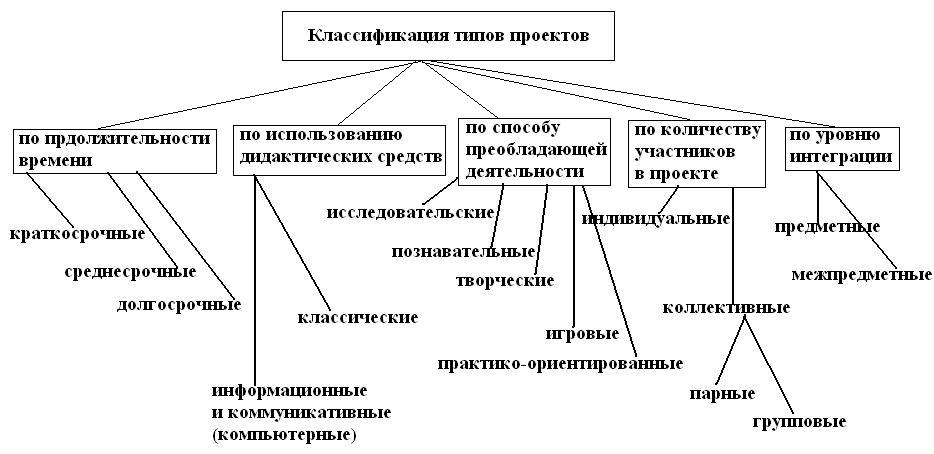 Классификация типов проектов
по прдолжительности
времени
по использованию
дидактических средств
по способу
преобладающей
деятельности
по количеству
участников
в проекте
по уровню
интеграции
краткосрочные
среднесрочные
долгосрочные
классические
информационные
и коммуникативные
(компьютерные)
исследовательские
познавательные
творческие
игровые
практико-ориентированные
индивидуальные
коллективные
парные
групповые
предметные
межпредметные